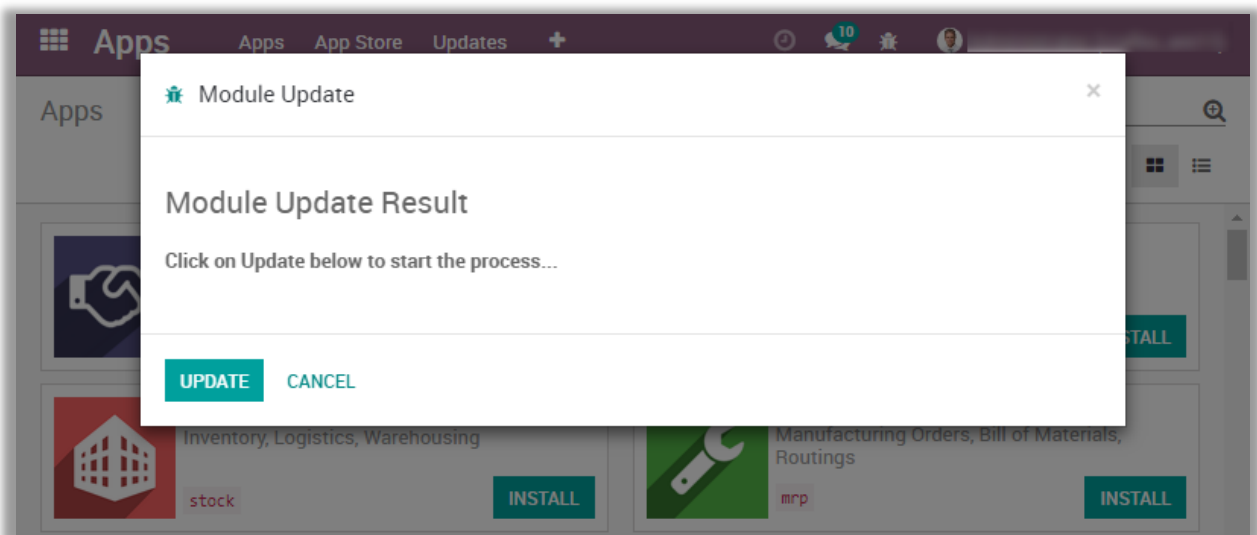 Apps Apps App Store Updates 10
Module Update
Apps
Module Update Result
Click on Update below to start the process...
TALL
UPDATE CANCEL
Inventory, Logistics, Warehousing
Manufacturing Orders, Bill of Materials,
Routings
stock INSTALL
mrp INSTALL